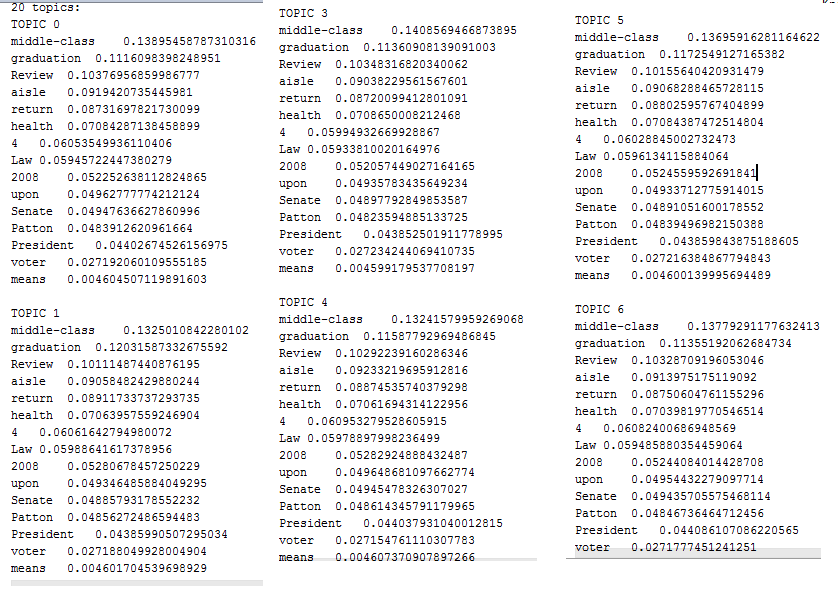 20 topics:
TOPIC 0
middle-class 0.13895458787310316
graduation 0.1116098398248951
Review 0.10376956859986777
aisle 0.0919420735445981
return 0.08731697821730099
health 0.07084287138458899
4 0.06053549936110406
Law 0.05945722447380279
2008 0.052252638112824865
upon 0.04962777774212124
Senate 0.04947636627860996
Patton 0.0483912620961664
President 0.04402674526156975
voter 0.027192060109555185
means 0.004604507119891603
TOPIC 1
middle-class 0.1325010842280102
graduation 0.12031587332675592
Review 0.10111487440876195
aisle 0.09058482429880244
return 0.08911733737293735
health 0.07063957559246904
4 0.06061642794980072
Law 0.05988641617378956
2008 0.05280678457250229
upon 0.049346485884049295
Senate 0.04885793178552232
Patton 0.04856272486594483
President 0.04385990507295034
voter 0.027188049928004904
means 0.004601704539698929
TOPIC 3
middle-class 0.1408569466873895
graduation 0.11360908139091003
Review 0.10348316820340062
aisle 0.09038229561567601
return 0.08720099412801091
health 0.0708650008212468
4 0.05994932669928867
Law 0.05933810020164976
2008 0.052057449027164165
upon 0.04935783435649234
Senate 0.04897792849853587
Patton 0.04823594885133725
President 0.043852501911778995
voter 0.027234244069410735
means 0.004599179537708197
TOPIC 4
middle-class 0.13241579959269068
graduation 0.11587792969486845
Review 0.10292239160286346
aisle 0.09233219695912816
return 0.08874535740379298
health 0.07061694314122956
4 0.060953279528605915
Law 0.05978897998236499
2008 0.05282924888432487
upon 0.049648681097662774
Senate 0.04945478326307027
Patton 0.048614345791179965
President 0.044037931040012815
voter 0.027154761110307783
means 0.004607370907897266
TOPIC 5
middle-class 0.13695916281164622
graduation 0.1172549127165382
Review 0.10155640420931479
aisle 0.09068288465728115
return 0.08802595767404899
health 0.07084387472514804
4 0.06028845002732473
Law 0.0596134115884064
2008 0.0524559592691841
upon 0.04933712775914015
Senate 0.04891051600178552
Patton 0.04839496982150388
President 0.043859843875188605
voter 0.027216384867794843
means 0.004600139995694489
TOPIC 6
middle-class 0.13779291177632413
graduation 0.11355192062684734
Review 0.10328709196053046
aisle 0.0913975175119092
return 0.08750604761155296
health 0.07039819770546514
4 0.06082400686948569
Law 0.059485880354459064
2008 0.05244084014428708
upon 0.04954432279097714
Senate 0.049435705575468114
Patton 0.04846736464712456
President 0.044086107086220565
voter 0.0271777451241251